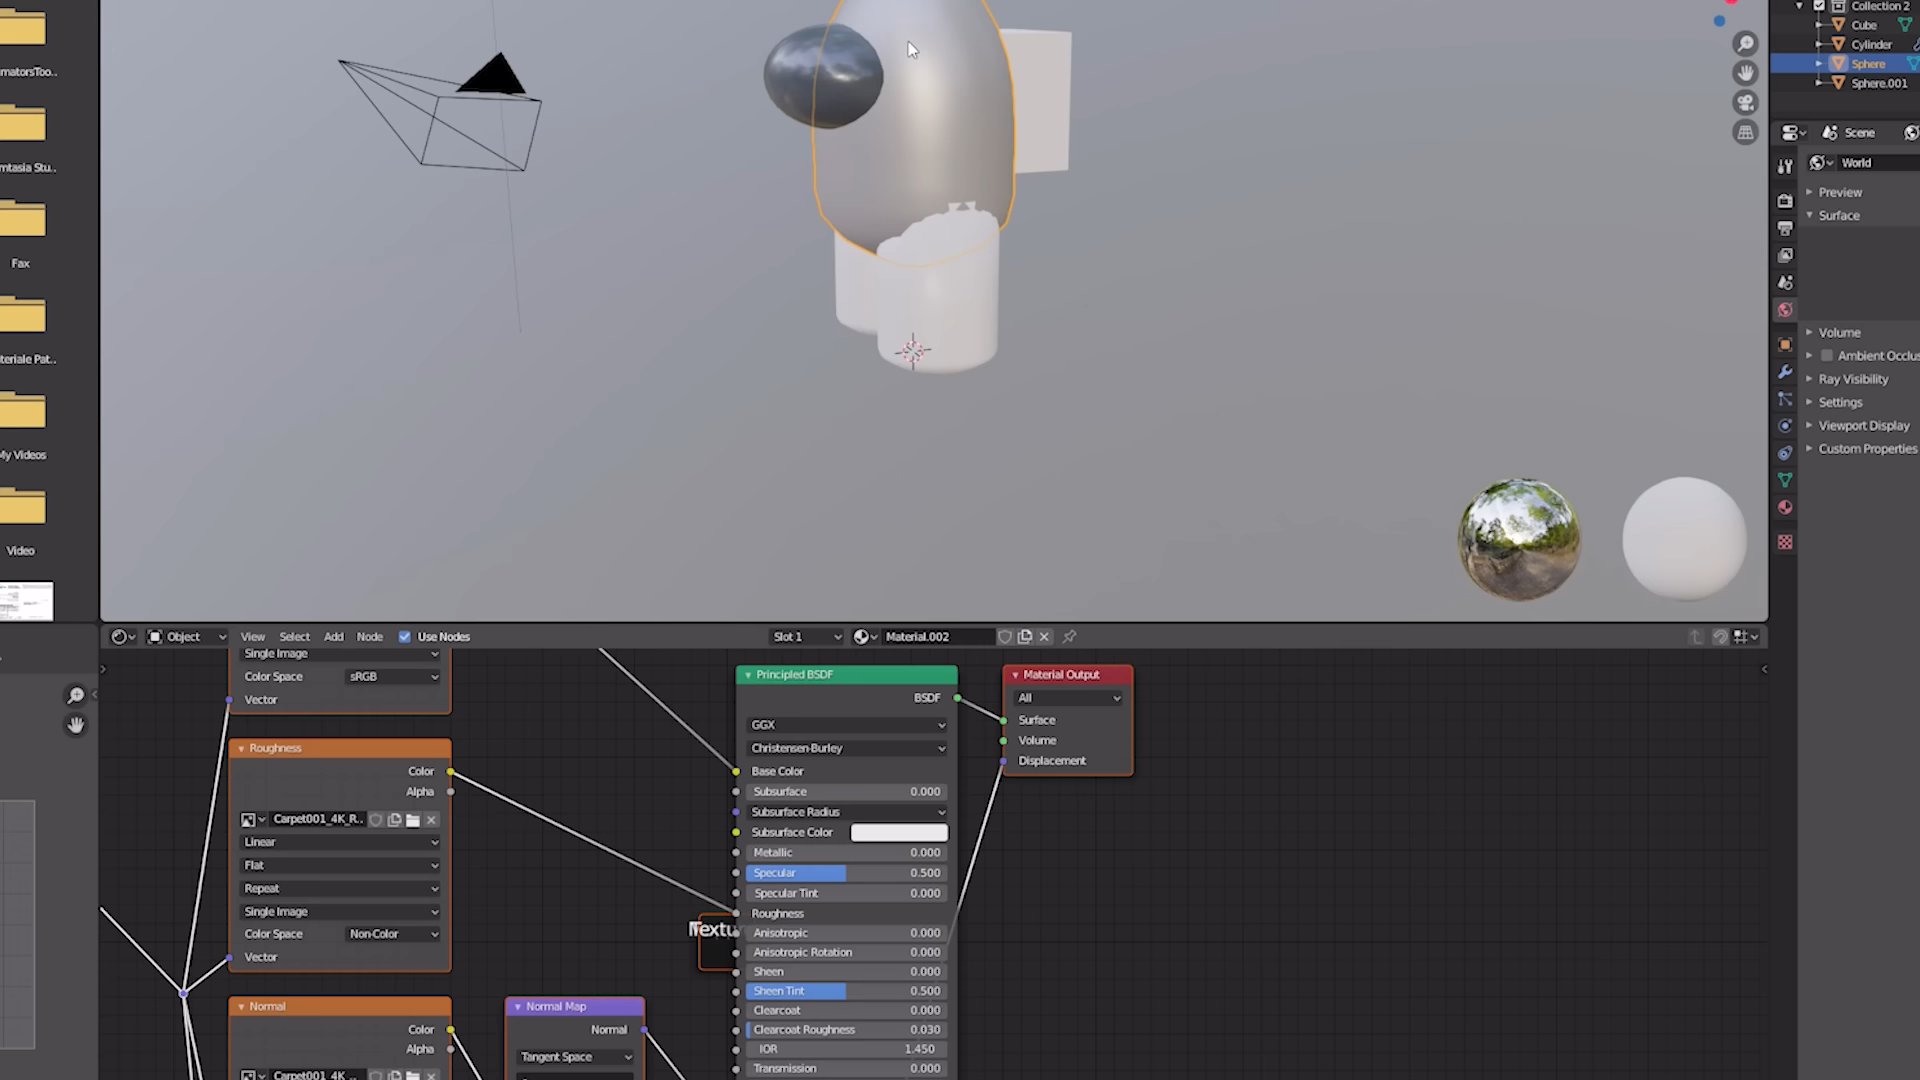 matorsToo..
mtasia Stu..
Fax
teriale Pat..
My Videos
Video
Collection 2
Cube
Cylinder
Sphere
Sphere.001
Scene
World
Preview
Surface
Volume
Ambient Occlus
Ray Visibility
Settings
Viewport Display
Custom Properties
Object
View
Select
Add
Node
Use Nodes
Slot 1
Material.002
Single Image
Color Space
sRGB
Vector
Roughness
Color
Alpha
Carpet001_4K_R..
Linear
Flat
Repeat
Single Image
Color Space
Non-Color
Vector
Normal
Color
Alpha
Carpet001_4K_..
Normal Map
Normal
Tangent Space
Textu
Principled BSDF
BSDF
GGX
Christensen-Burley
Base Color
Subsurface 0.000
Subsurface Radius
Subsurface Color
Metallic 0.000
Specular 0.500
Specular Tint 0.000
Roughness
Anisotropic 0.000
Anisotropic Rotation 0.000
Sheen 0.000
Sheen Tint 0.500
Clearcoat 0.000
Clearcoat Roughness 0.030
IOR 1.450
Transmission 0.000
Material Output
All
Surface
Volume
Displacement